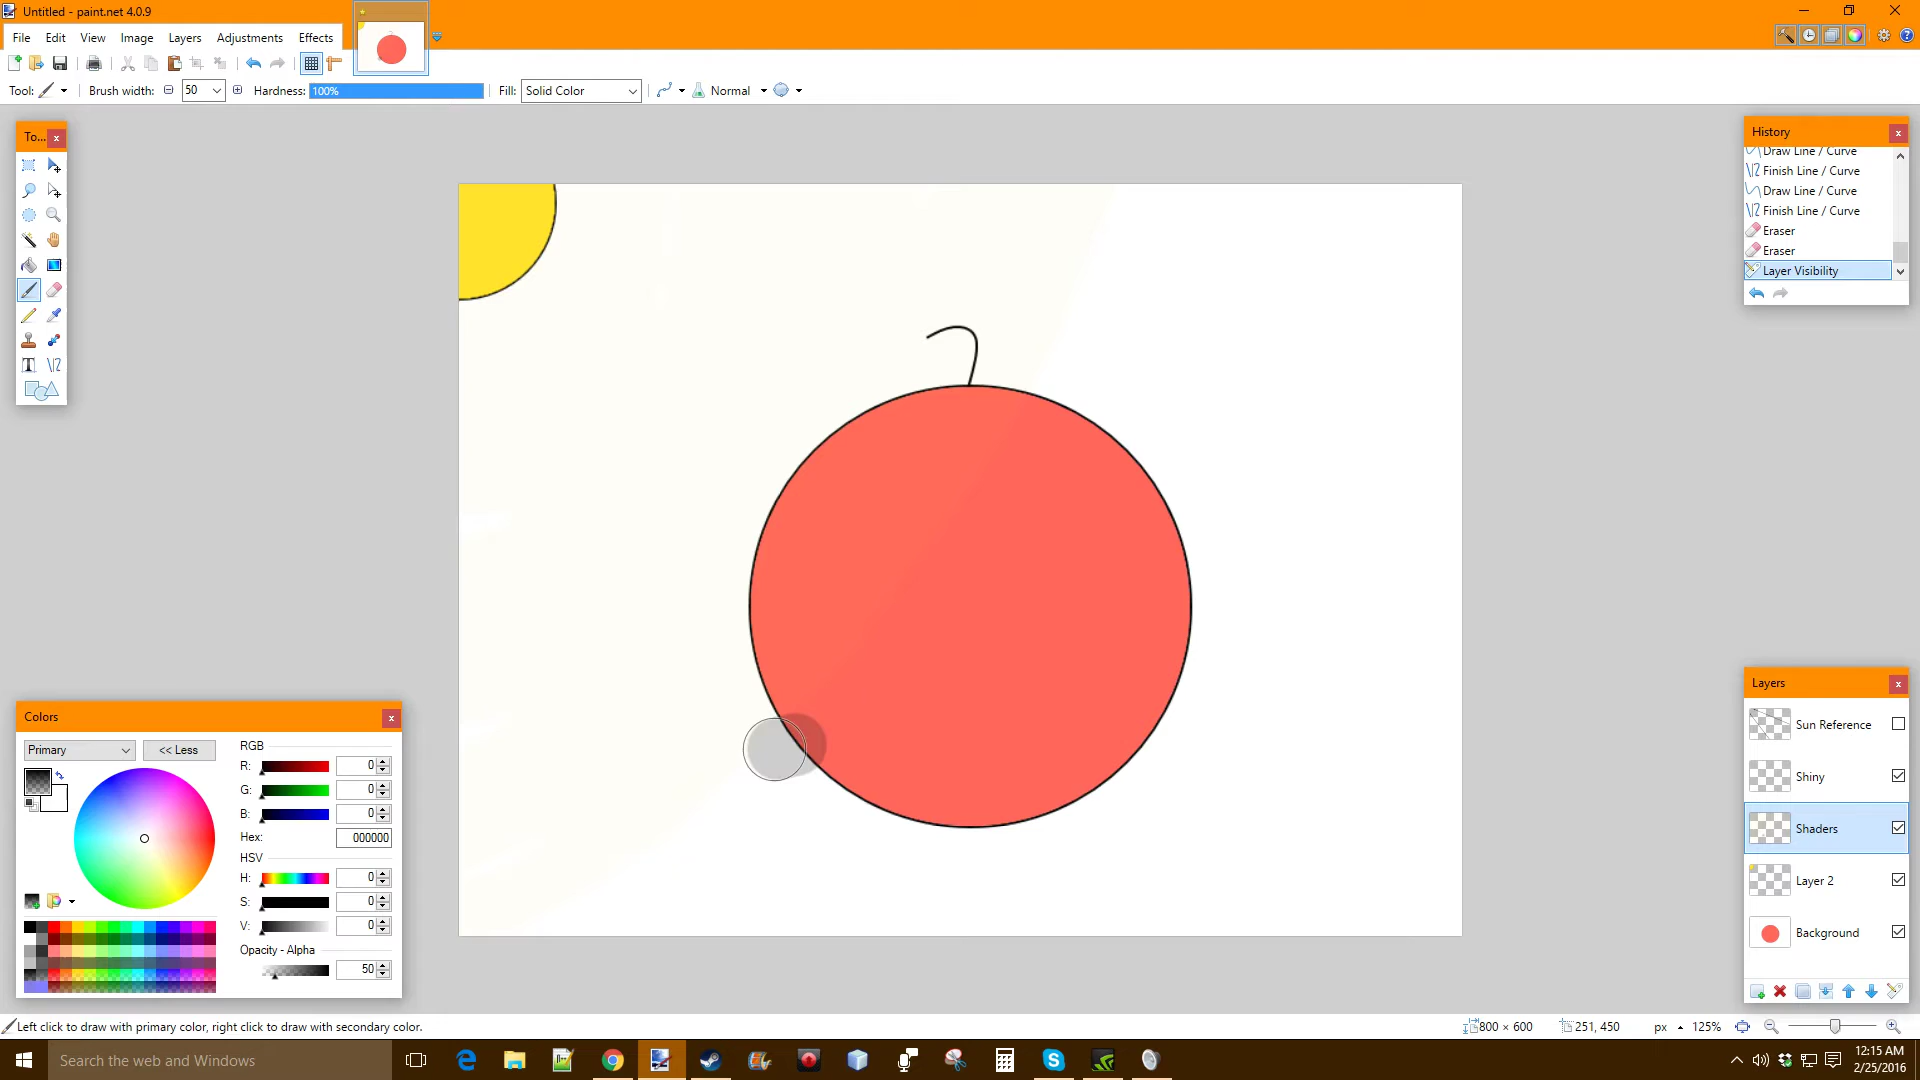 Untitled - paint.net 4.0.9
File Edit View Image Layers Adjustments Effects
Tool: Brush width: 50 Hardness: 100% Fill: Solid Color Normal
To...
History
Draw Line / Curve
Finish Line / Curve
Draw Line / Curve
Finish Line / Curve
Eraser
Eraser
Layer Visibility
Colors
Primary
<< Less
RGB
R: 0
G: 0
B: 0
Hex: 000000
HSV
H: 0
S: 0
V: 0
Opacity - Alpha
50
Layers
Sun Reference
Shiny
Shaders
Layer 2
Background
Left click to draw with primary color, right click to draw with secondary color.
800 × 600 251, 450 px 125%
Search the web and Windows
12:15 AM
2/25/2016